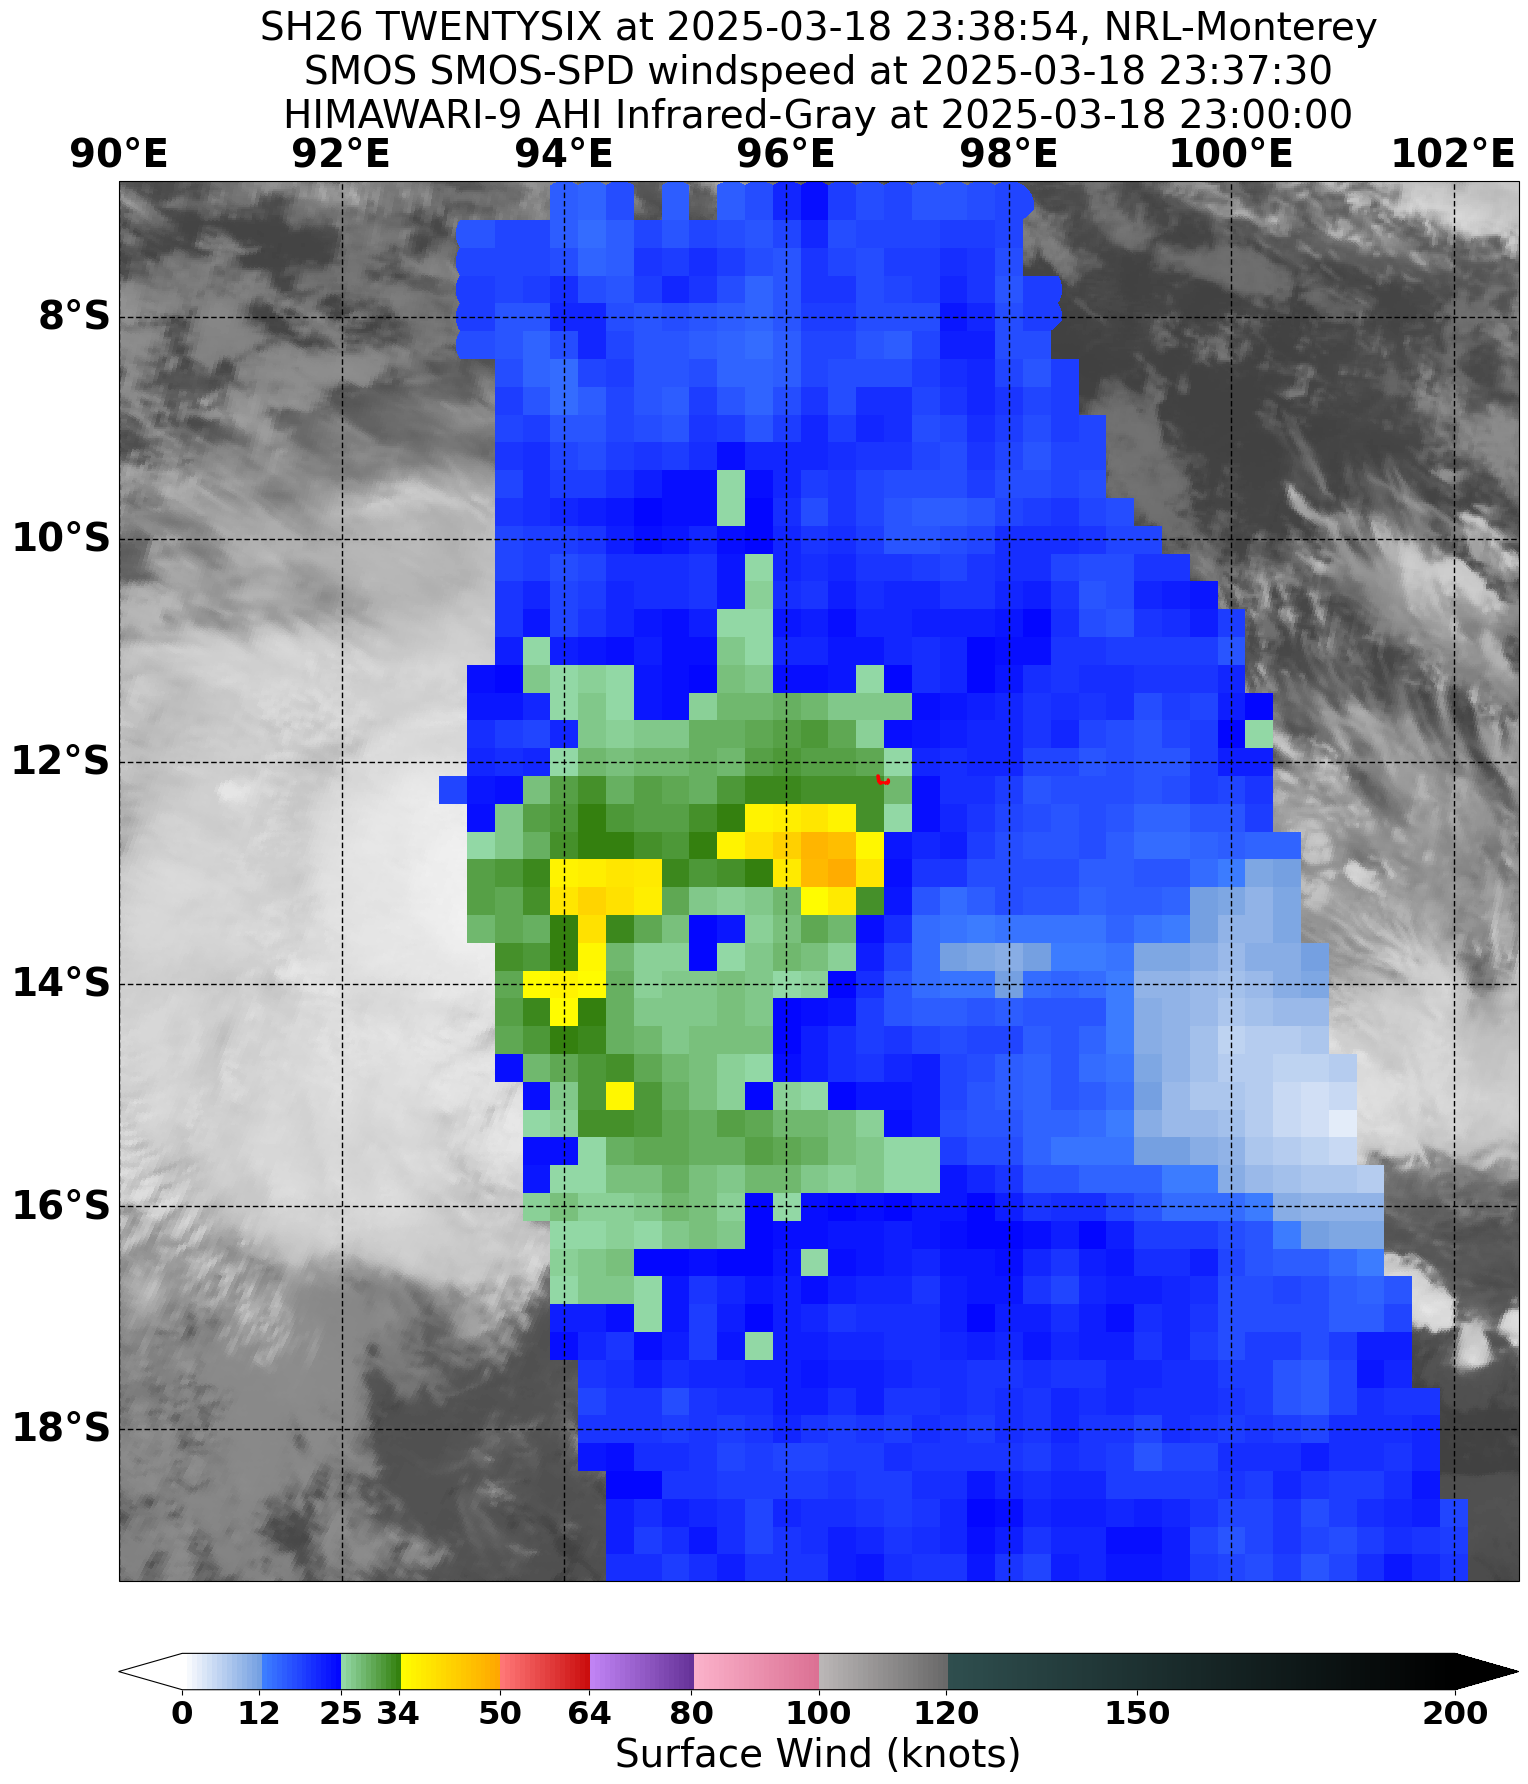 SH26 TWENTYSIX at 2025-03-18 23:38:54, NRL-Monterey
SMOS SMOS-SPD windspeed at 2025-03-18 23:37:30
HIMAWARI-9 AHI Infrared-Gray at 2025-03-18 23:00:00
90°E 92°E 94°E 96°E 98°E 100°E 102°E
8°S
10°S
12°S
14°S
16°S
18°S
0 12 25 34 50 64 80 100 120 150 200
Surface Wind (knots)